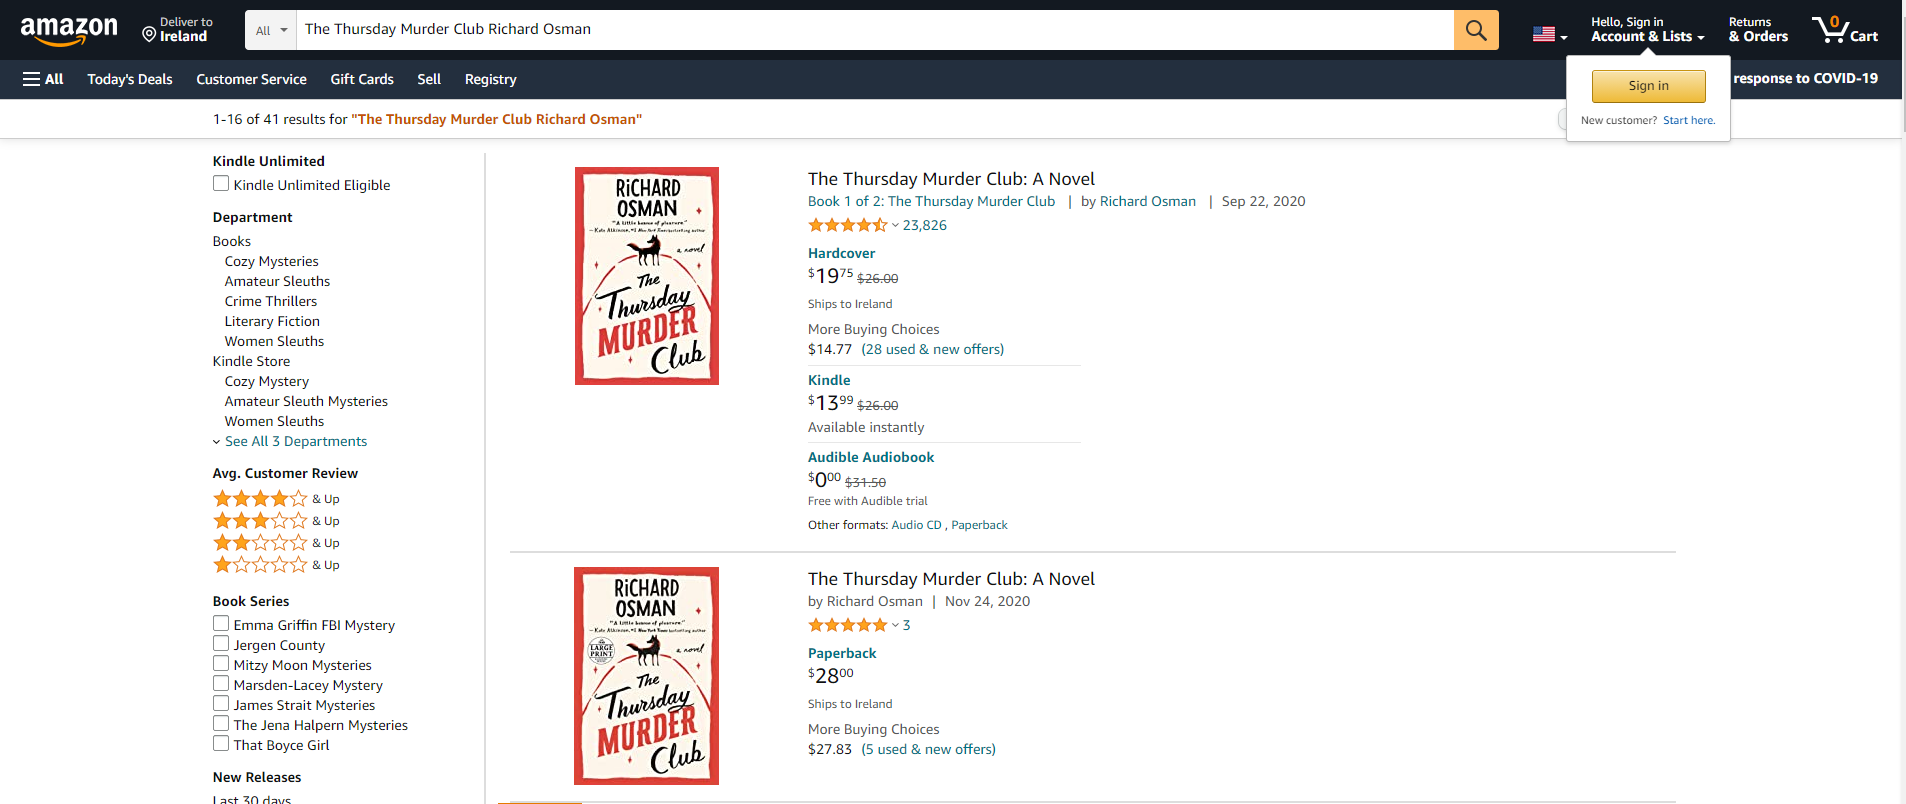 amazon
Deliver to
Ireland
All
The Thursday Murder Club Richard Osman
Hello, Sign in
Account & Lists
Returns
& Orders
0
Cart
All
Today's Deals
Customer Service
Gift Cards
Sell
Registry
response to COVID-19
Sign in
New customer? Start here.
1-16 of 41 results for "The Thursday Murder Club Richard Osman"
Kindle Unlimited
Kindle Unlimited Eligible
Department
Books
Cozy Mysteries
Amateur Sleuths
Crime Thrillers
Literary Fiction
Women Sleuths
Kindle Store
Cozy Mystery
Amateur Sleuth Mysteries
Women Sleuths
See All 3 Departments
Avg. Customer Review
& Up
& Up
& Up
& Up
Book Series
Emma Griffin FBI Mystery
Jergen County
Mitzy Moon Mysteries
Marsden-Lacey Mystery
James Strait Mysteries
The Jena Halpern Mysteries
That Boyce Girl
New Releases
Last 30 days
RiCHARD
OSMAN
"A little beacon of pleasure."
—Kate Atkinson, #1 New York Times bestselling author
a novel
The
Thursday
MURDER
Club
The Thursday Murder Club: A Novel
Book 1 of 2: The Thursday Murder Club | by Richard Osman | Sep 22, 2020
23,826
Hardcover
$19.75 $26.00
Ships to Ireland
More Buying Choices
$14.77 (28 used & new offers)
Kindle
$13.99 $26.00
Available instantly
Audible Audiobook
$0.00 $31.50
Free with Audible trial
Other formats: Audio CD , Paperback
RiCHARD
OSMAN
"A little beacon of pleasure."
—Kate Atkinson, #1 New York Times bestselling author
LARGE
PRINT
a novel
The
Thursday
MURDER
Club
The Thursday Murder Club: A Novel
by Richard Osman | Nov 24, 2020
3
Paperback
$28.00
Ships to Ireland
More Buying Choices
$27.83 (5 used & new offers)